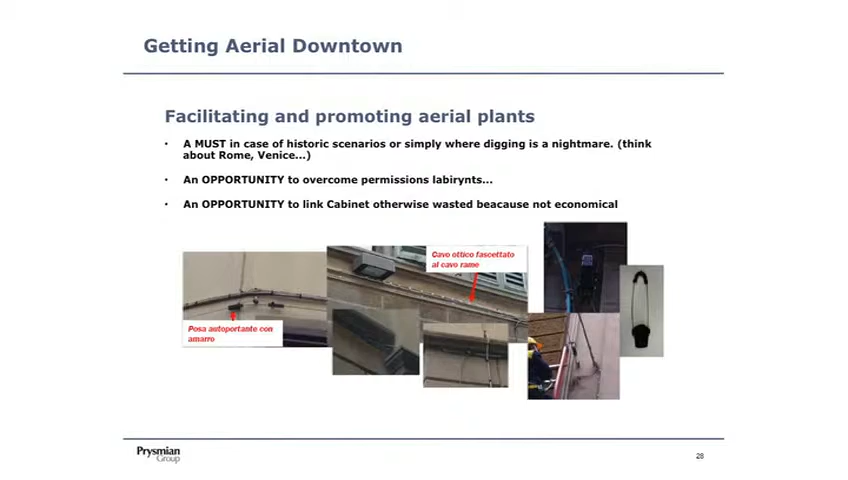 Getting Aerial Downtown
Facilitating and promoting aerial plants
• A MUST in case of historic scenarios or simply where digging is a nightmare. (think
about Rome, Venice...)
• An OPPORTUNITY to overcome permissions labirynts...
• An OPPORTUNITY to link Cabinet otherwise wasted beacause not economical
Cavo ottico fascettato
al cavo rame
Posa autoportante con
amarro
Prysmian
Group
28